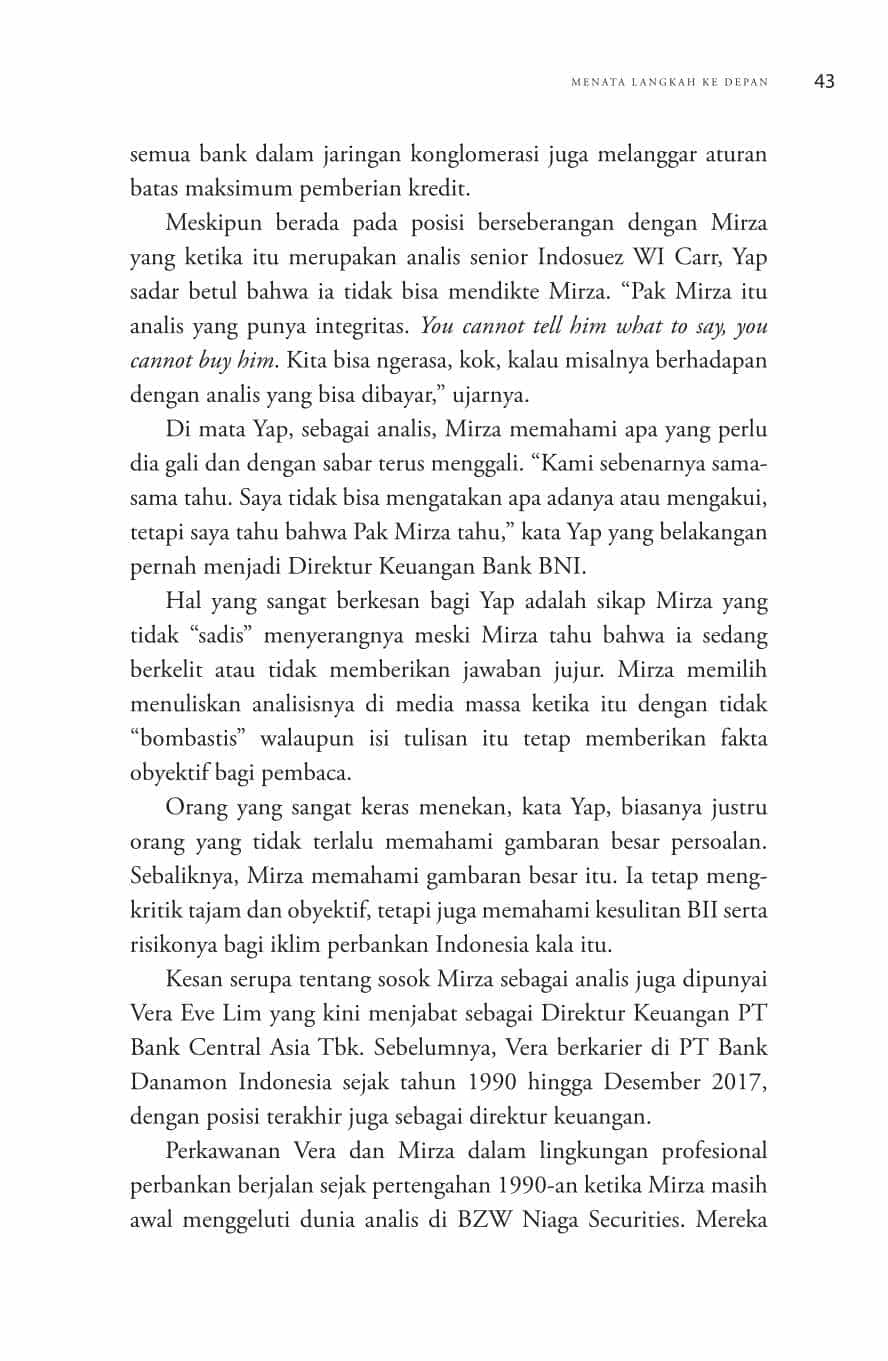 MENATA LANGKAH KE DEPAN 43
semua bank dalam jaringan konglomerasi juga melanggar aturan
batas maksimum pemberian kredit.
Meskipun berada pada posisi berseberangan dengan Mirza
yang ketika itu merupakan analis senior Indosuez WI Carr, Yap
sadar betul bahwa ia tidak bisa mendikte Mirza. “Pak Mirza itu
analis yang punya integritas. You cannot tell him what to say, you
cannot buy him. Kita bisa ngerasa, kok, kalau misalnya berhadapan
dengan analis yang bisa dibayar,” ujarnya.
Di mata Yap, sebagai analis, Mirza memahami apa yang perlu
dia gali dan dengan sabar terus menggali. “Kami sebenarnya sama-
sama tahu. Saya tidak bisa mengatakan apa adanya atau mengakui,
tetapi saya tahu bahwa Pak Mirza tahu,” kata Yap yang belakangan
pernah menjadi Direktur Keuangan Bank BNI.
Hal yang sangat berkesan bagi Yap adalah sikap Mirza yang
tidak “sadis” menyerangnya meski Mirza tahu bahwa ia sedang
berkelit atau tidak memberikan jawaban jujur. Mirza memilih
menuliskan analisisnya di media massa ketika itu dengan tidak
“bombastis” walaupun isi tulisan itu tetap memberikan fakta
obyektif bagi pembaca.
Orang yang sangat keras menekan, kata Yap, biasanya justru
orang yang tidak terlalu memahami gambaran besar persoalan.
Sebaliknya, Mirza memahami gambaran besar itu. Ia tetap meng-
kritik tajam dan obyektif, tetapi juga memahami kesulitan BII serta
risikonya bagi iklim perbankan Indonesia kala itu.
Kesan serupa tentang sosok Mirza sebagai analis juga dipunyai
Vera Eve Lim yang kini menjabat sebagai Direktur Keuangan PT
Bank Central Asia Tbk. Sebelumnya, Vera berkarier di PT Bank
Danamon Indonesia sejak tahun 1990 hingga Desember 2017,
dengan posisi terakhir juga sebagai direktur keuangan.
Perkawanan Vera dan Mirza dalam lingkungan profesional
perbankan berjalan sejak pertengahan 1990-an ketika Mirza masih
awal menggeluti dunia analis di BZW Niaga Securities. Mereka